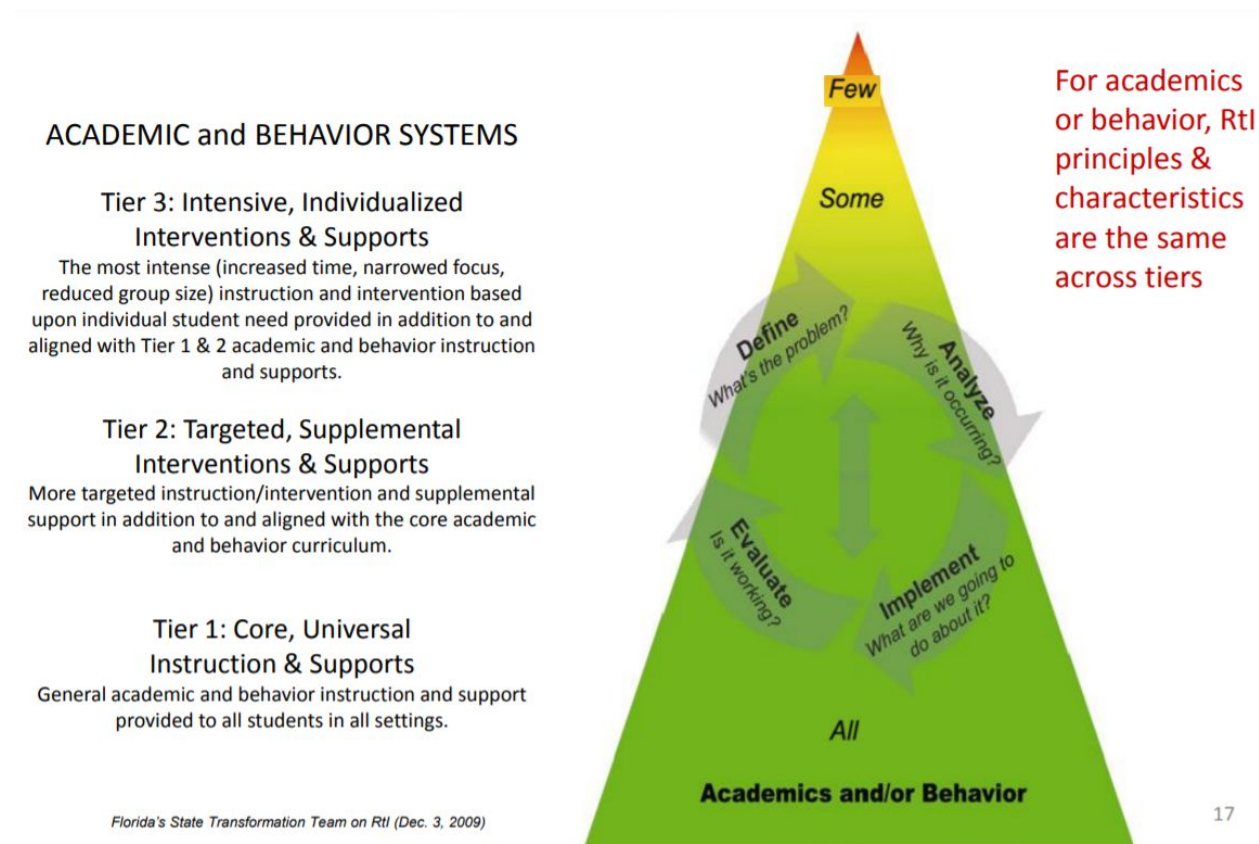 ACADEMIC and BEHAVIOR SYSTEMS
Tier 3: Intensive, Individualized
Interventions & Supports
The most intense (increased time, narrowed focus,
reduced group size) instruction and intervention based
upon individual student need provided in addition to and
aligned with Tier 1 & 2 academic and behavior instruction
and supports.
Tier 2: Targeted, Supplemental
Interventions & Supports
More targeted instruction/intervention and supplemental
support in addition to and aligned with the core academic
and behavior curriculum.
Tier 1: Core, Universal
Instruction & Supports
General academic and behavior instruction and support
provided to all students in all settings.
Florida's State Transformation Team on RtI (Dec. 3, 2009)
Few
Some
Define
What's the problem?
Analyze
Why is it occurring?
Implement
What are we going to
do about it?
Evaluate
Is it working?
All
Academics and/or Behavior
For academics
or behavior, RtI
principles &
characteristics
are the same
across tiers
17